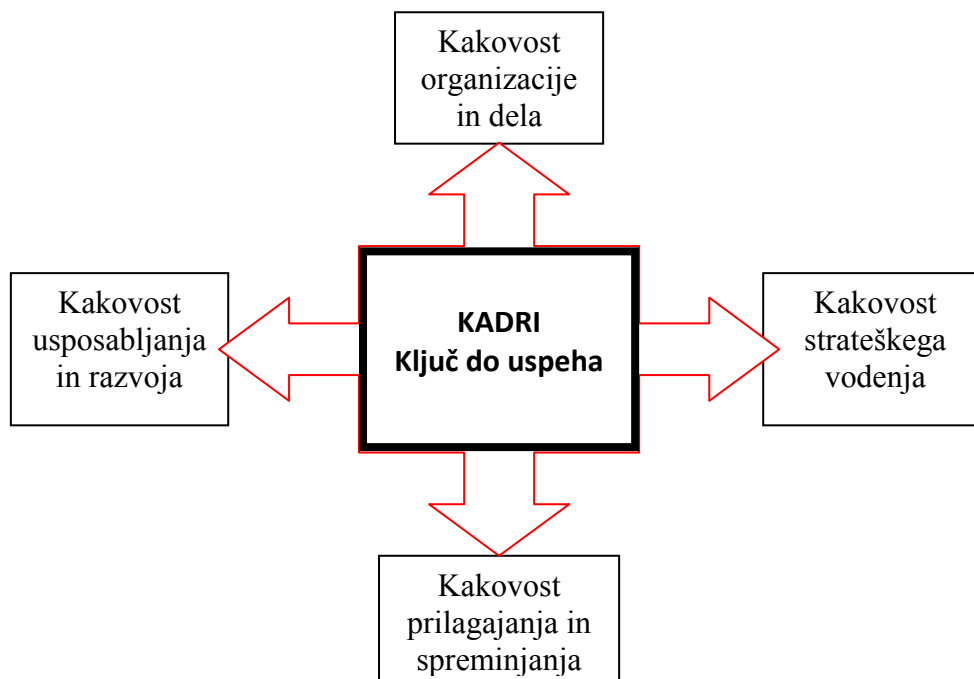 Kakovost
organizacije
in dela
Kakovost
usposabljanja
in razvoja
KADRI
Ključ do uspeha
Kakovost
strateškega
vodenja
Kakovost
prilagajanja in
spreminjanja